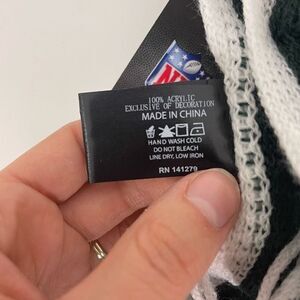 100% ACRYLIC
EXCLUSIVE OF DECORATION
MADE IN CHINA
HAND WASH COLD
DO NOT BLEACH
LINE DRY, LOW IRON
RN 141279